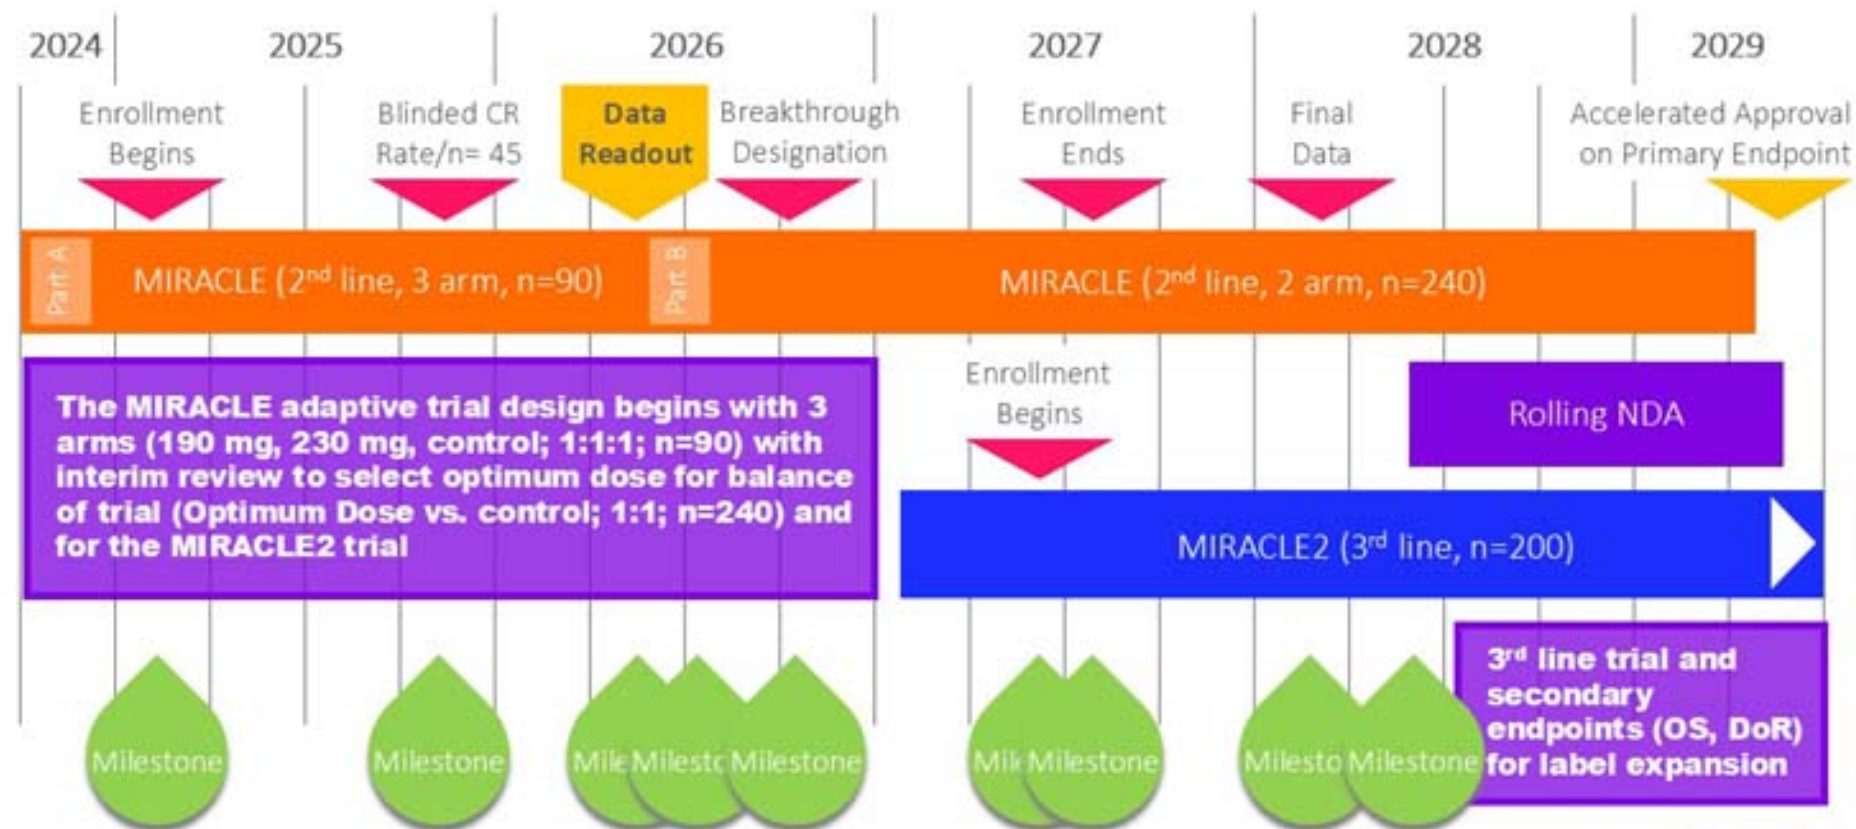 2024
2025
2026
2027
2028
2029
Enrollment
Begins
Blinded CR
Rate/n= 45
Data
Readout
Breakthrough
Designation
Enrollment
Ends
Final
Data
Accelerated Approval
on Primary Endpoint
Part A
MIRACLE (2nd line, 3 arm, n=90)
Part B
MIRACLE (2nd line, 2 arm, n=240)
The MIRACLE adaptive trial design begins with 3
arms (190 mg, 230 mg, control; 1:1:1; n=90) with
interim review to select optimum dose for balance
of trial (Optimum Dose vs. control; 1:1; n=240) and
for the MIRACLE2 trial
Enrollment
Begins
Rolling NDA
MIRACLE2 (3rd line, n=200)
3rd line trial and
secondary
endpoints (OS, DoR)
for label expansion
Milestone
Milestone
Mile
Milesto
Milestone
Mil
Milestone
Milesto
Milestone